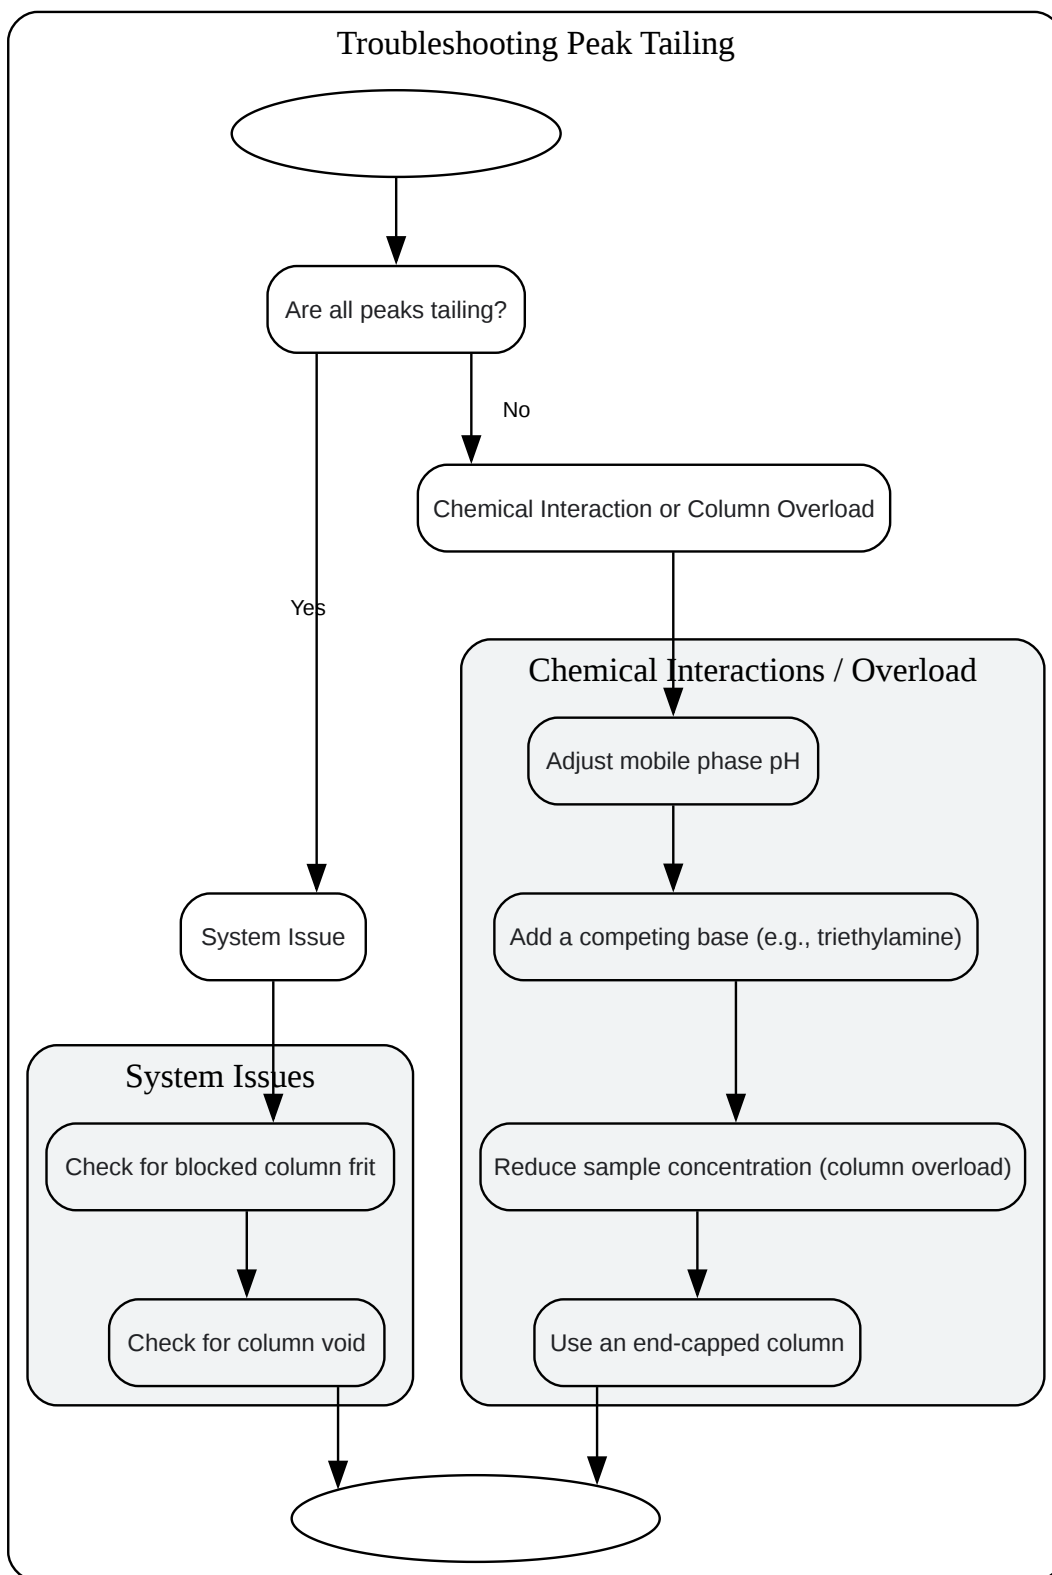 Troubleshooting Peak Tailing
Are all peaks tailing?
No
Chemical Interaction or Column Overload
Yes
Chemical Interactions / Overload
Adjust mobile phase pH
System Issue
Add a competing base (e.g., triethylamine)
System Issues
Check for blocked column frit
Reduce sample concentration (column overload)
Check for column void
Use an end-capped column